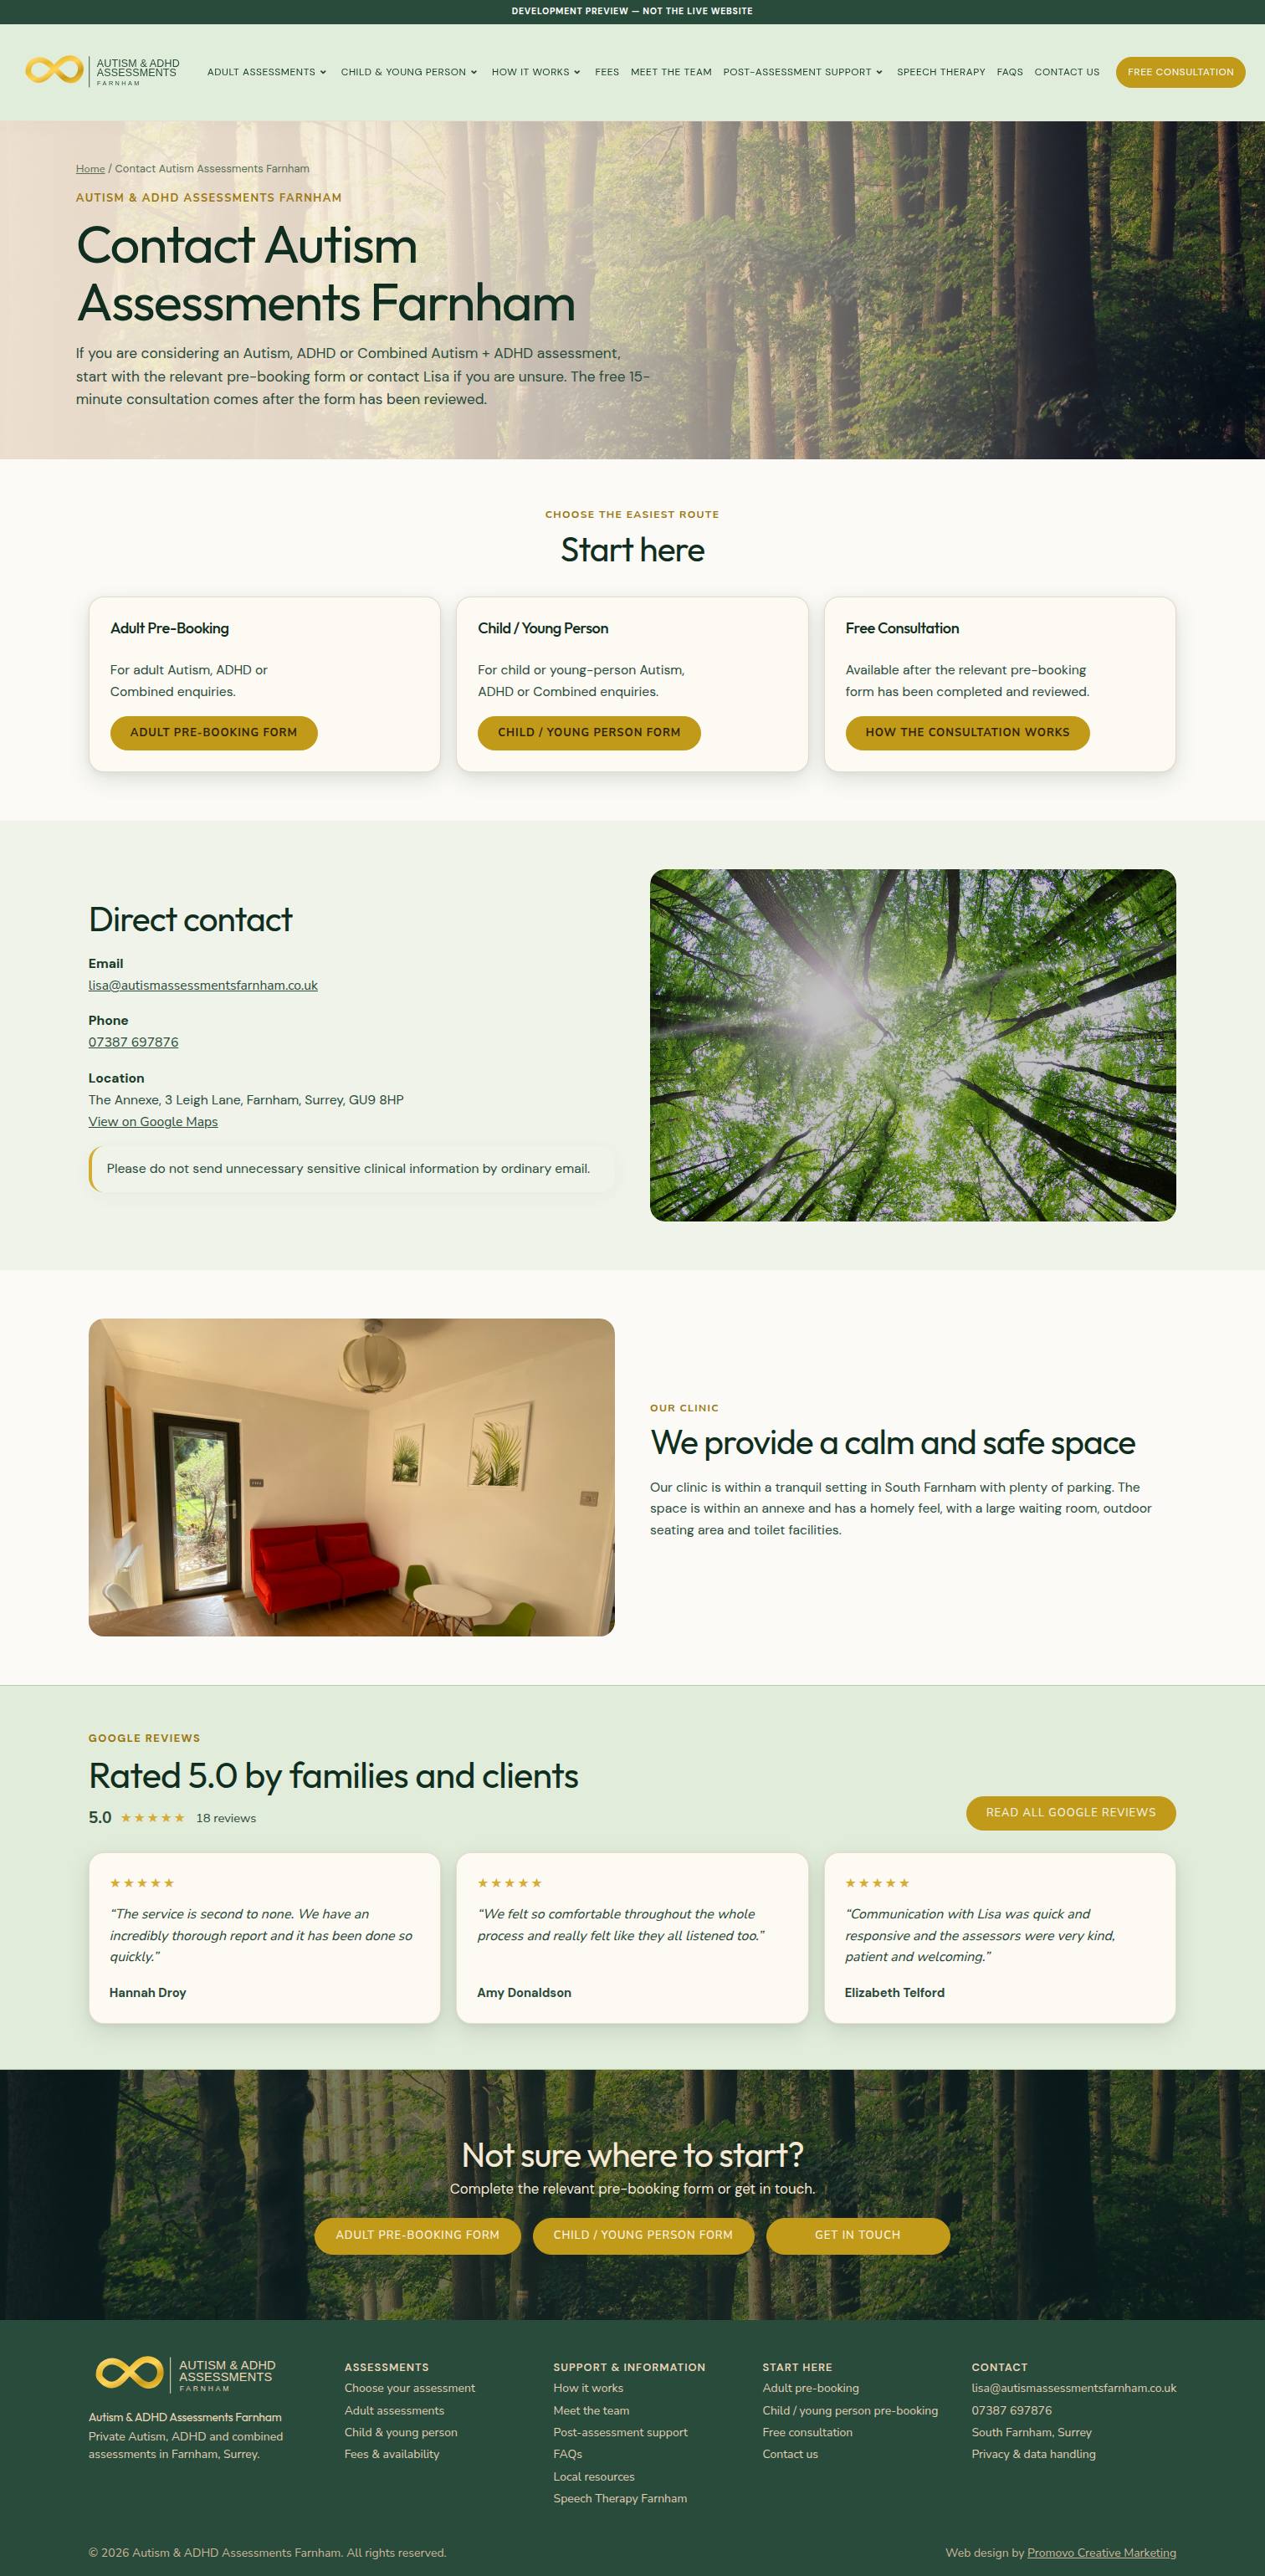 DEVELOPMENT PREVIEW — NOT THE LIVE WEBSITE
AUTISM & ADHD
ASSESSMENTS
FARNHAM
ADULT ASSESSMENTS
CHILD & YOUNG PERSON
HOW IT WORKS
FEES
MEET THE TEAM
POST-ASSESSMENT SUPPORT
SPEECH THERAPY
FAQS
CONTACT US
FREE CONSULTATION
Home / Contact Autism Assessments Farnham
AUTISM & ADHD ASSESSMENTS FARNHAM
Contact Autism
Assessments Farnham
If you are considering an Autism, ADHD or Combined Autism + ADHD assessment,
start with the relevant pre-booking form or contact Lisa if you are unsure. The free 15-
minute consultation comes after the form has been reviewed.
CHOOSE THE EASIEST ROUTE
Start here
Adult Pre-Booking
For adult Autism, ADHD or
Combined enquiries.
ADULT PRE-BOOKING FORM
Child / Young Person
For child or young-person Autism,
ADHD or Combined enquiries.
CHILD / YOUNG PERSON FORM
Free Consultation
Available after the relevant pre-booking
form has been completed and reviewed.
HOW THE CONSULTATION WORKS
Direct contact
Email
lisa@autismassessmentsfarnham.co.uk
Phone
07387 697876
Location
The Annexe, 3 Leigh Lane, Farnham, Surrey, GU9 8HP
View on Google Maps
Please do not send unnecessary sensitive clinical information by ordinary email.
OUR CLINIC
We provide a calm and safe space
Our clinic is within a tranquil setting in South Farnham with plenty of parking. The
space is within an annexe and has a homely feel, with a large waiting room, outdoor
seating area and toilet facilities.
GOOGLE REVIEWS
Rated 5.0 by families and clients
5.0 ★★★★★ 18 reviews
READ ALL GOOGLE REVIEWS
★★★★★
“The service is second to none. We have an
incredibly thorough report and it has been done so
quickly.”
Hannah Droy
★★★★★
“We felt so comfortable throughout the whole
process and really felt like they all listened too.”
Amy Donaldson
★★★★★
“Communication with Lisa was quick and
responsive and the assessors were very kind,
patient and welcoming.”
Elizabeth Telford
Not sure where to start?
Complete the relevant pre-booking form or get in touch.
ADULT PRE-BOOKING FORM
CHILD / YOUNG PERSON FORM
GET IN TOUCH
AUTISM & ADHD
ASSESSMENTS
FARNHAM
Autism & ADHD Assessments Farnham
Private Autism, ADHD and combined
assessments in Farnham, Surrey.
ASSESSMENTS
Choose your assessment
Adult assessments
Child & young person
Fees & availability
SUPPORT & INFORMATION
How it works
Meet the team
Post-assessment support
FAQs
Local resources
Speech Therapy Farnham
START HERE
Adult pre-booking
Child / young person pre-booking
Free consultation
Contact us
CONTACT
lisa@autismassessmentsfarnham.co.uk
07387 697876
South Farnham, Surrey
Privacy & data handling
© 2026 Autism & ADHD Assessments Farnham. All rights reserved.
Web design by Promovo Creative Marketing